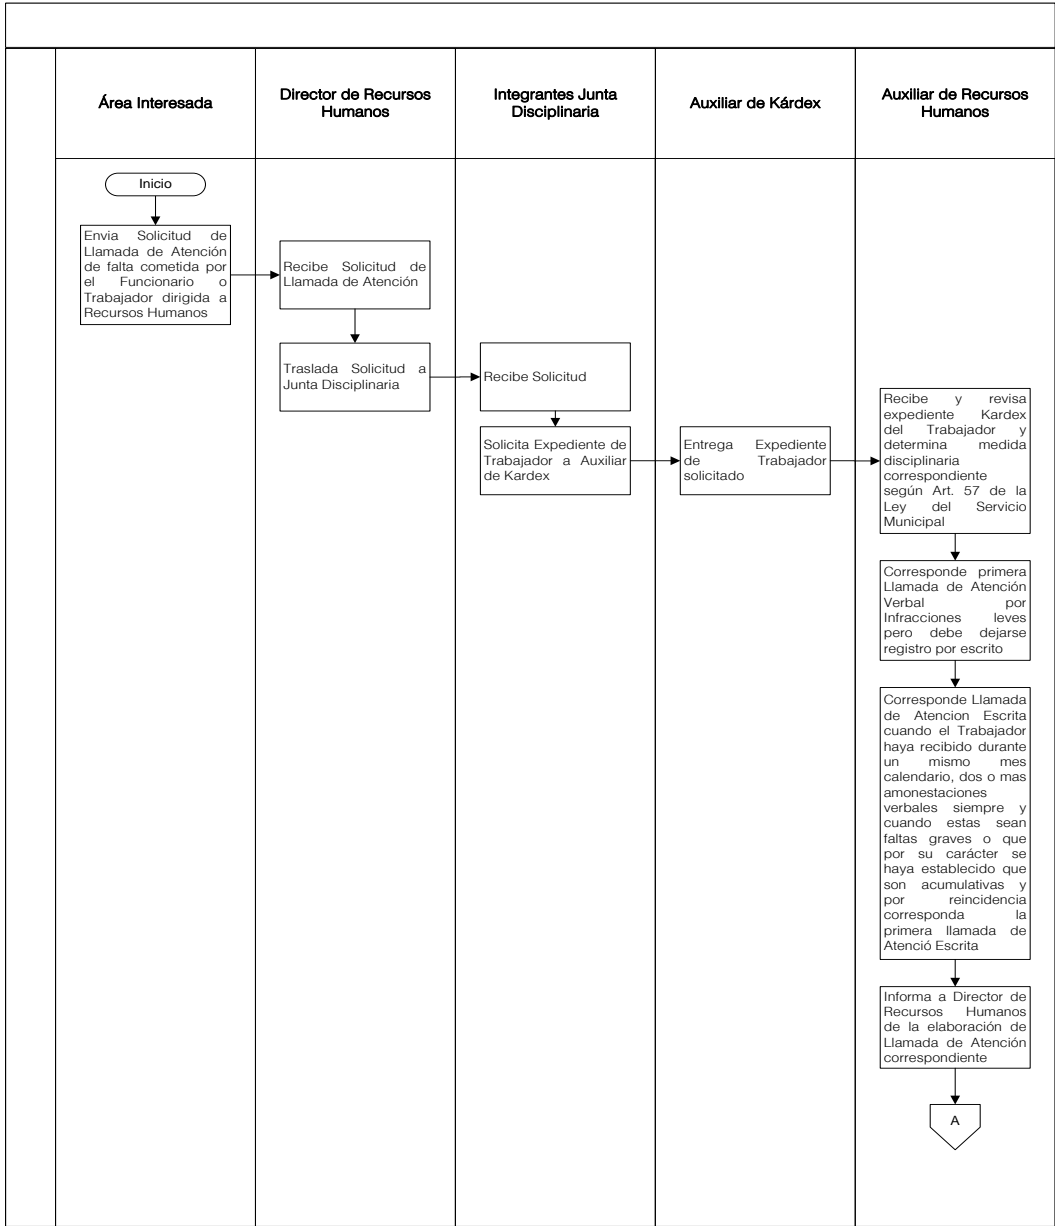 Área Interesada
Director de Recursos
Humanos
Integrantes Junta
Disciplinaria
Auxiliar de Kárdex
Auxiliar de Recursos
Humanos
Inicio
Envia Solicitud de
Llamada de Atención
de falta cometida por
el Funcionario o
Trabajador dirigida a
Recursos Humanos
Recibe Solicitud de
Llamada de Atención
Traslada Solicitud a
Junta Disciplinaria
Recibe Solicitud
Solicita Expediente de
Trabajador a Auxiliar
de Kardex
Entrega Expediente
de Trabajador
solicitado
Recibe y revisa
expediente Kardex
del Trabajador y
determina medida
disciplinaria
correspondiente
según Art. 57 de la
Ley del Servicio
Municipal
Corresponde primera
Llamada de Atención
Verbal por
Infracciones leves
pero debe dejarse
registro por escrito
Corresponde Llamada
de Atencion Escrita
cuando el Trabajador
haya recibido durante
un mismo mes
calendario, dos o mas
amonestaciones
verbales siempre y
cuando estas sean
faltas graves o que
por su carácter se
haya establecido que
son acumulativas y
por reincidencia
corresponda la
primera llamada de
Atenció Escrita
Informa a Director de
Recursos Humanos
de la elaboración de
Llamada de Atención
correspondiente
A